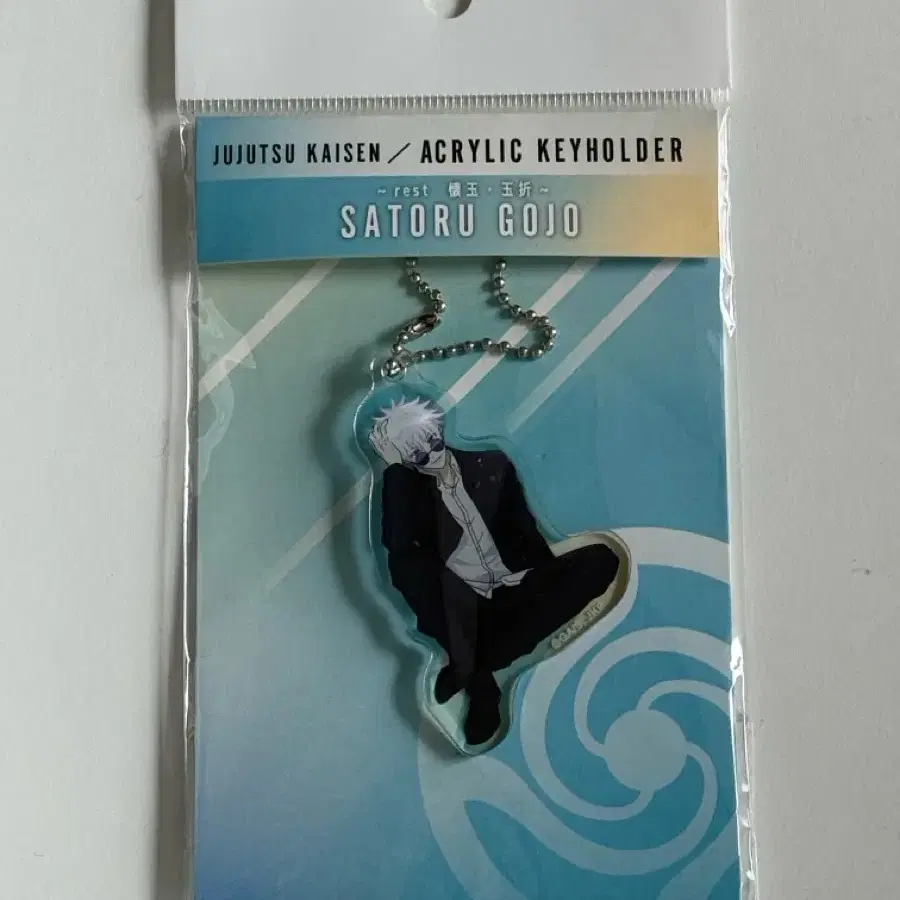 JUJUTSU KAISEN / ACRYLIC KEYHOLDER
~ rest 懐玉・玉折 ~
SATORU GOJO